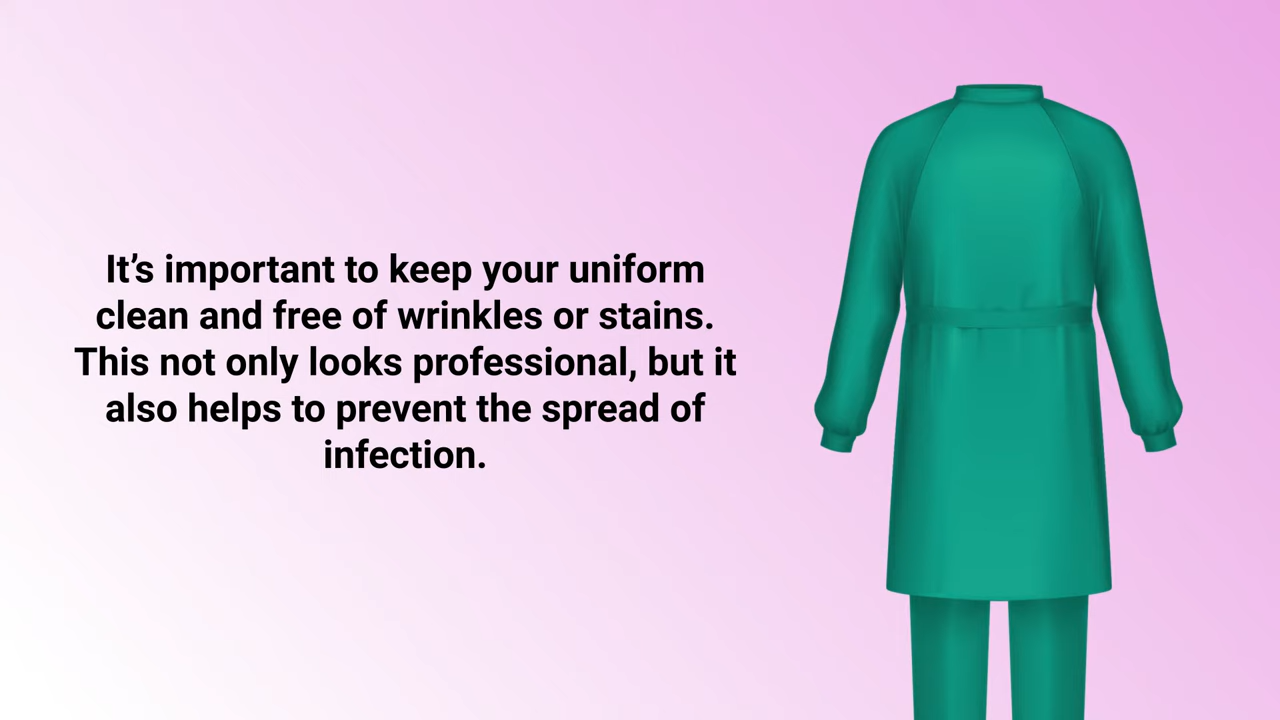 It’s important to keep your uniform
clean and free of wrinkles or stains.
This not only looks professional, but it
also helps to prevent the spread of
infection.